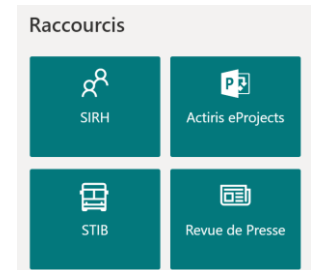 Raccourcis
SIRH
Actiris eProjects
STIB
Revue de Presse